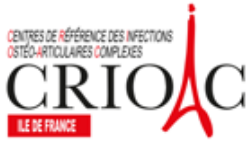 CENTRES DE RÉFÉRENCE DES INFECTIONS
OSTÉO-ARTICULAIRES COMPLEXES
CRIOAC
ILE DE FRANCE